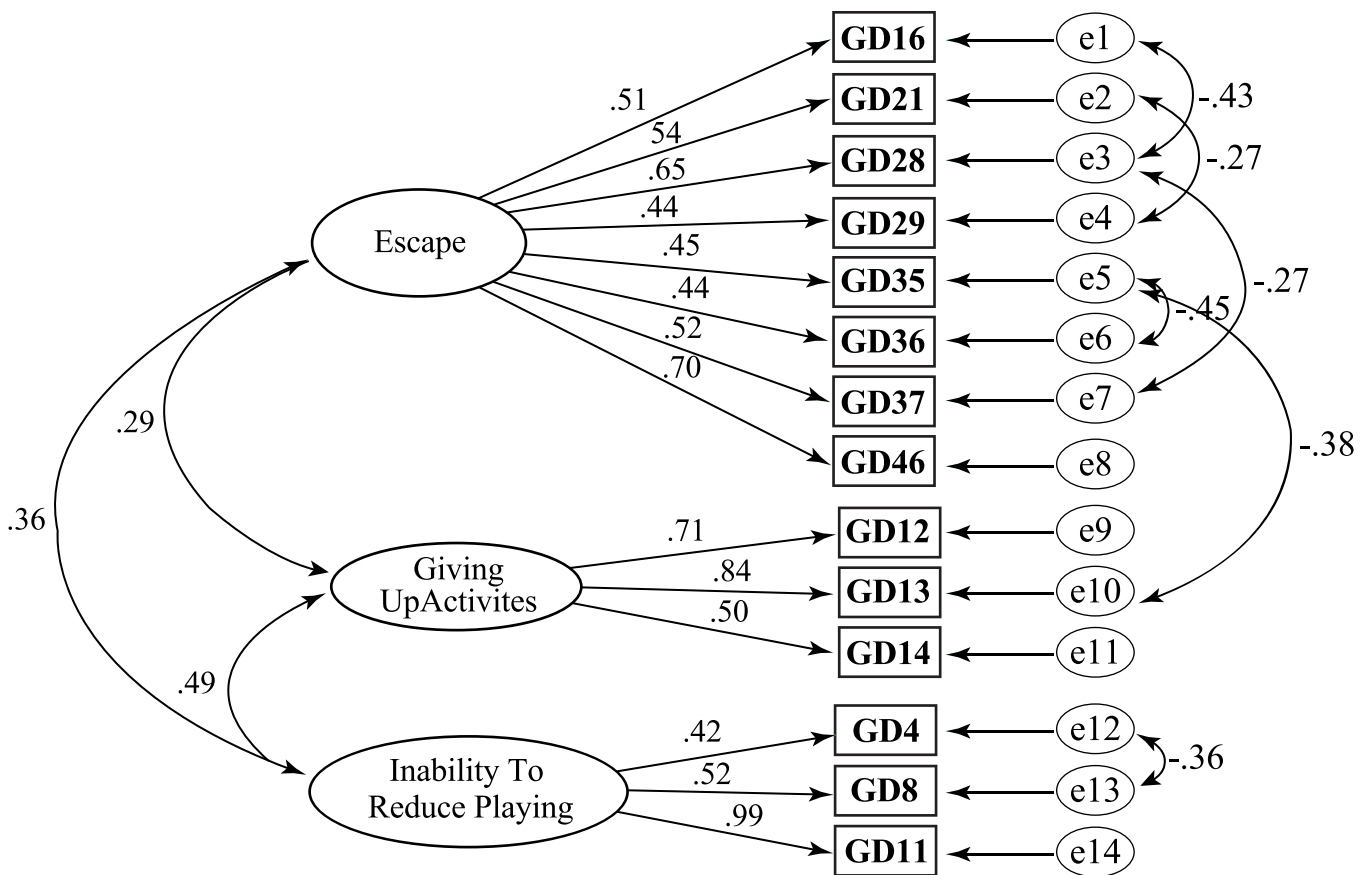 GD16
e1
.51
-.43
GD21
e2
54
GD28
e3
.65
-.27
GD29
e4
.44
Escape
.45
GD35
e5
-.27
.44
-.45
GD36
e6
.52
.70
GD37
e7
.29
-.38
GD46
e8
.36
.71
GD12
e9
Giving
UpActivites
.84
GD13
e10
.50
GD14
e11
.49
.42
GD4
e12
-.36
Inability To
Reduce Playing
.52
GD8
e13
.99
GD11
e14